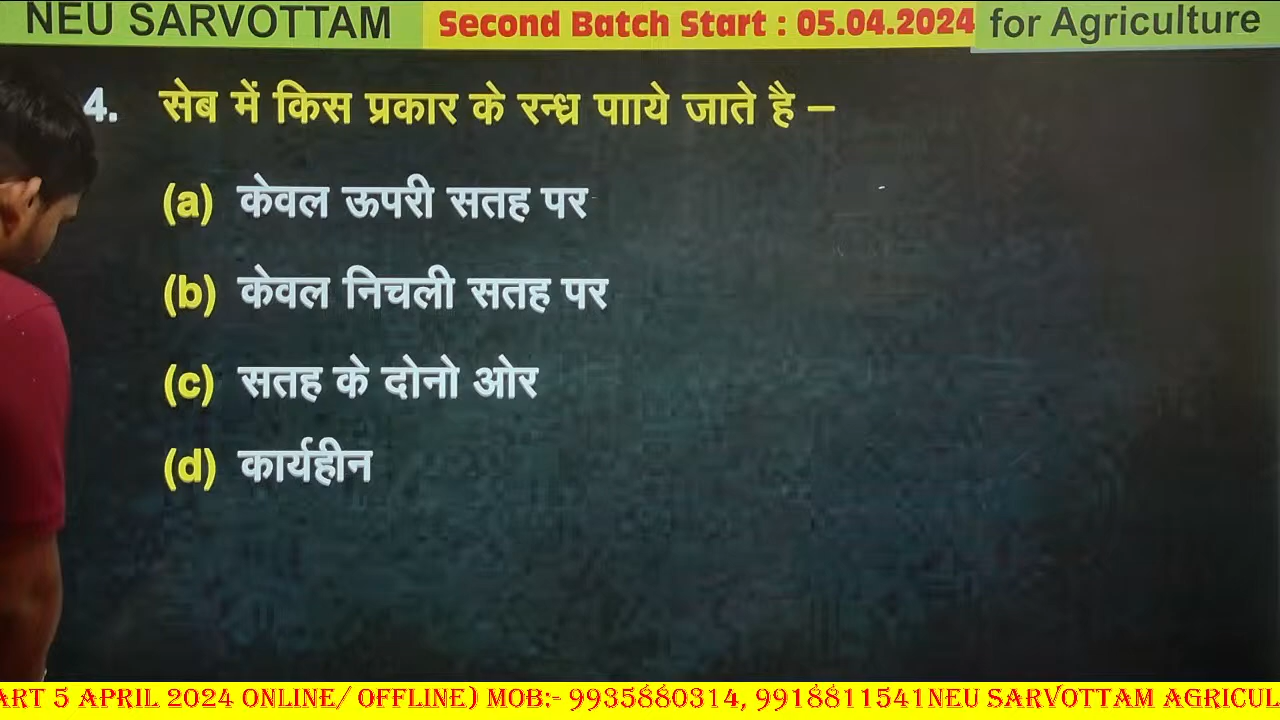 NEU SARVOTTAM Second Batch Start : 05.04.2024 for Agriculture
4. सेब में किस प्रकार के रन्ध्र पााये जाते है –
(a) केवल ऊपरी सतह पर
(b) केवल निचली सतह पर
(c) सतह के दोनो ओर
(d) कार्यहीन
ART 5 APRIL 2024 ONLINE/ OFFLINE) MOB:- 9935880314, 9918811541NEU SARVOTTAM AGRICUL